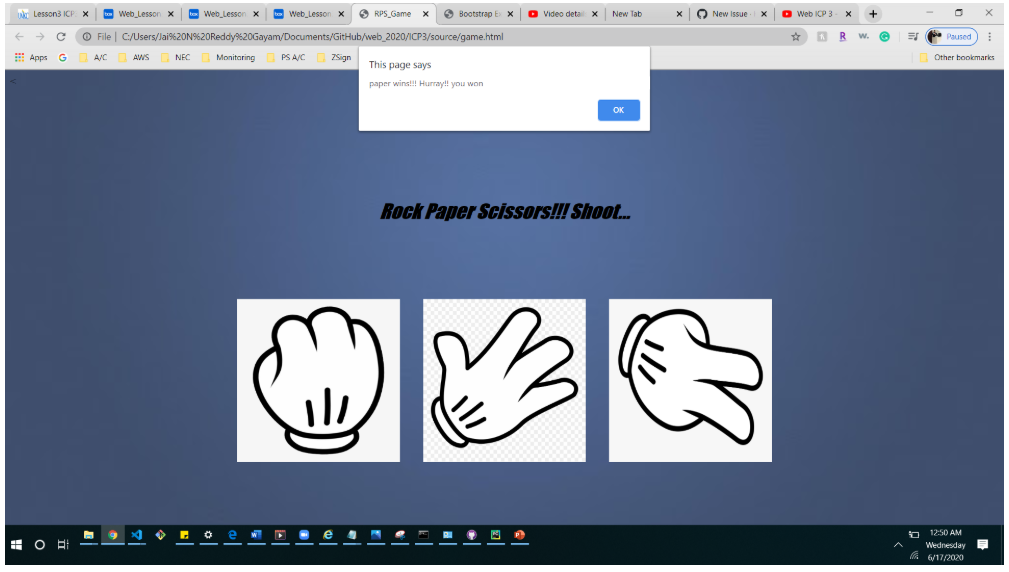 Lesson3 ICP
Web_Lesson
Web_Lesson
Web_Lesson
RPS_Game
Bootstrap Ex
Video detail
New Tab
New Issue ·
Web ICP 3 -
File | C:/Users/Jai%20N%20Reddy%20Gayam/Documents/GitHub/web_2020/ICP3/source/game.html
Paused
Apps
A/C
AWS
NEC
Monitoring
PS A/C
ZSign
Other bookmarks
This page says
paper wins!!! Hurray!! you won
OK
<
Rock Paper Scissors!!! Shoot...
12:50 AM
Wednesday
6/17/2020